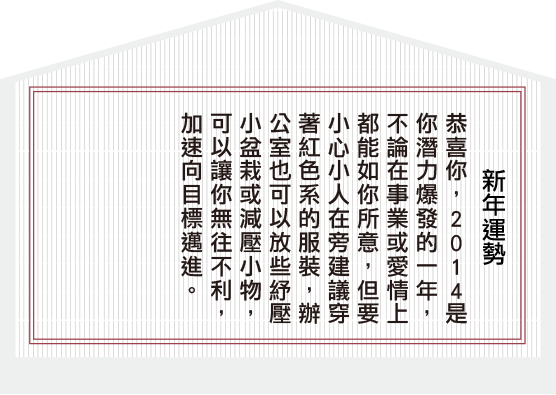 新年運勢
恭喜你，2014是
你潛力爆發的一年，
不論在事業或愛情上
都能如你所意，但要
小心小人在旁建議穿
著紅色系的服裝，辦
公室也可以放些紓壓
小盆栽或減壓小物，
可以讓你無往不利，
加速向目標邁進。